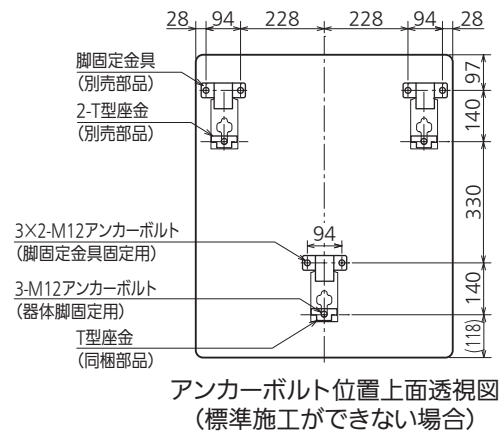 28 94 228 228 94 28
脚固定金具
(別売部品)
2-T型座金
(別売部品)
97
140
330
3×2-M12アンカーボルト
(脚固定金具固定用)
94
3-M12アンカーボルト
(器体脚固定用)
140
T型座金
(同梱部品)
(118)
アンカーボルト位置上面透視図
(標準施工ができない場合)